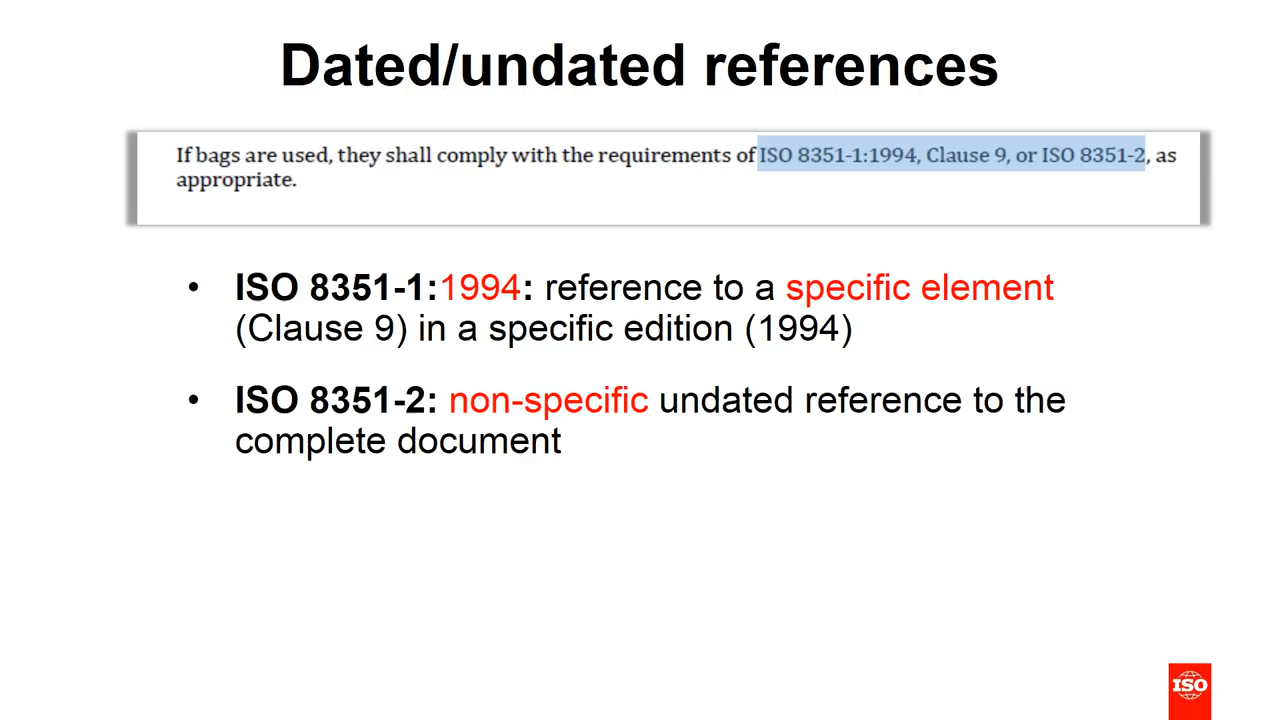 Dated/undated references
If bags are used, they shall comply with the requirements of ISO 8351-1:1994, Clause 9, or ISO 8351-2, as
appropriate.
• ISO 8351-1:1994: reference to a specific element
(Clause 9) in a specific edition (1994)
• ISO 8351-2: non-specific undated reference to the
complete document
ISO